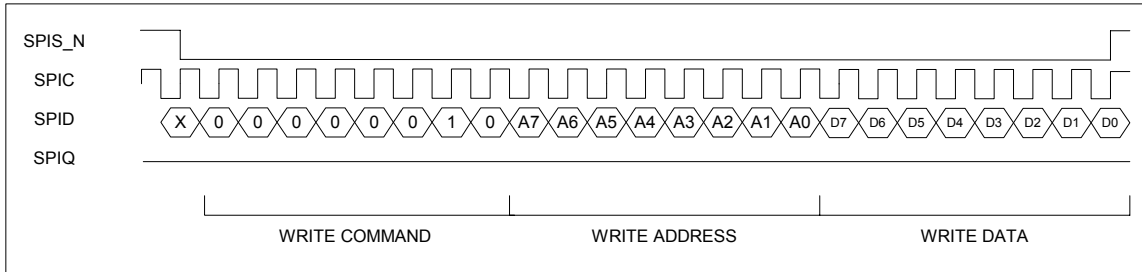 SPIS_N
SPIC
SPID X 0 0 0 0 0 0 1 0 A7 A6 A5 A4 A3 A2 A1 A0 D7 D6 D5 D4 D3 D2 D1 D0
SPIQ
WRITE COMMAND WRITE ADDRESS WRITE DATA